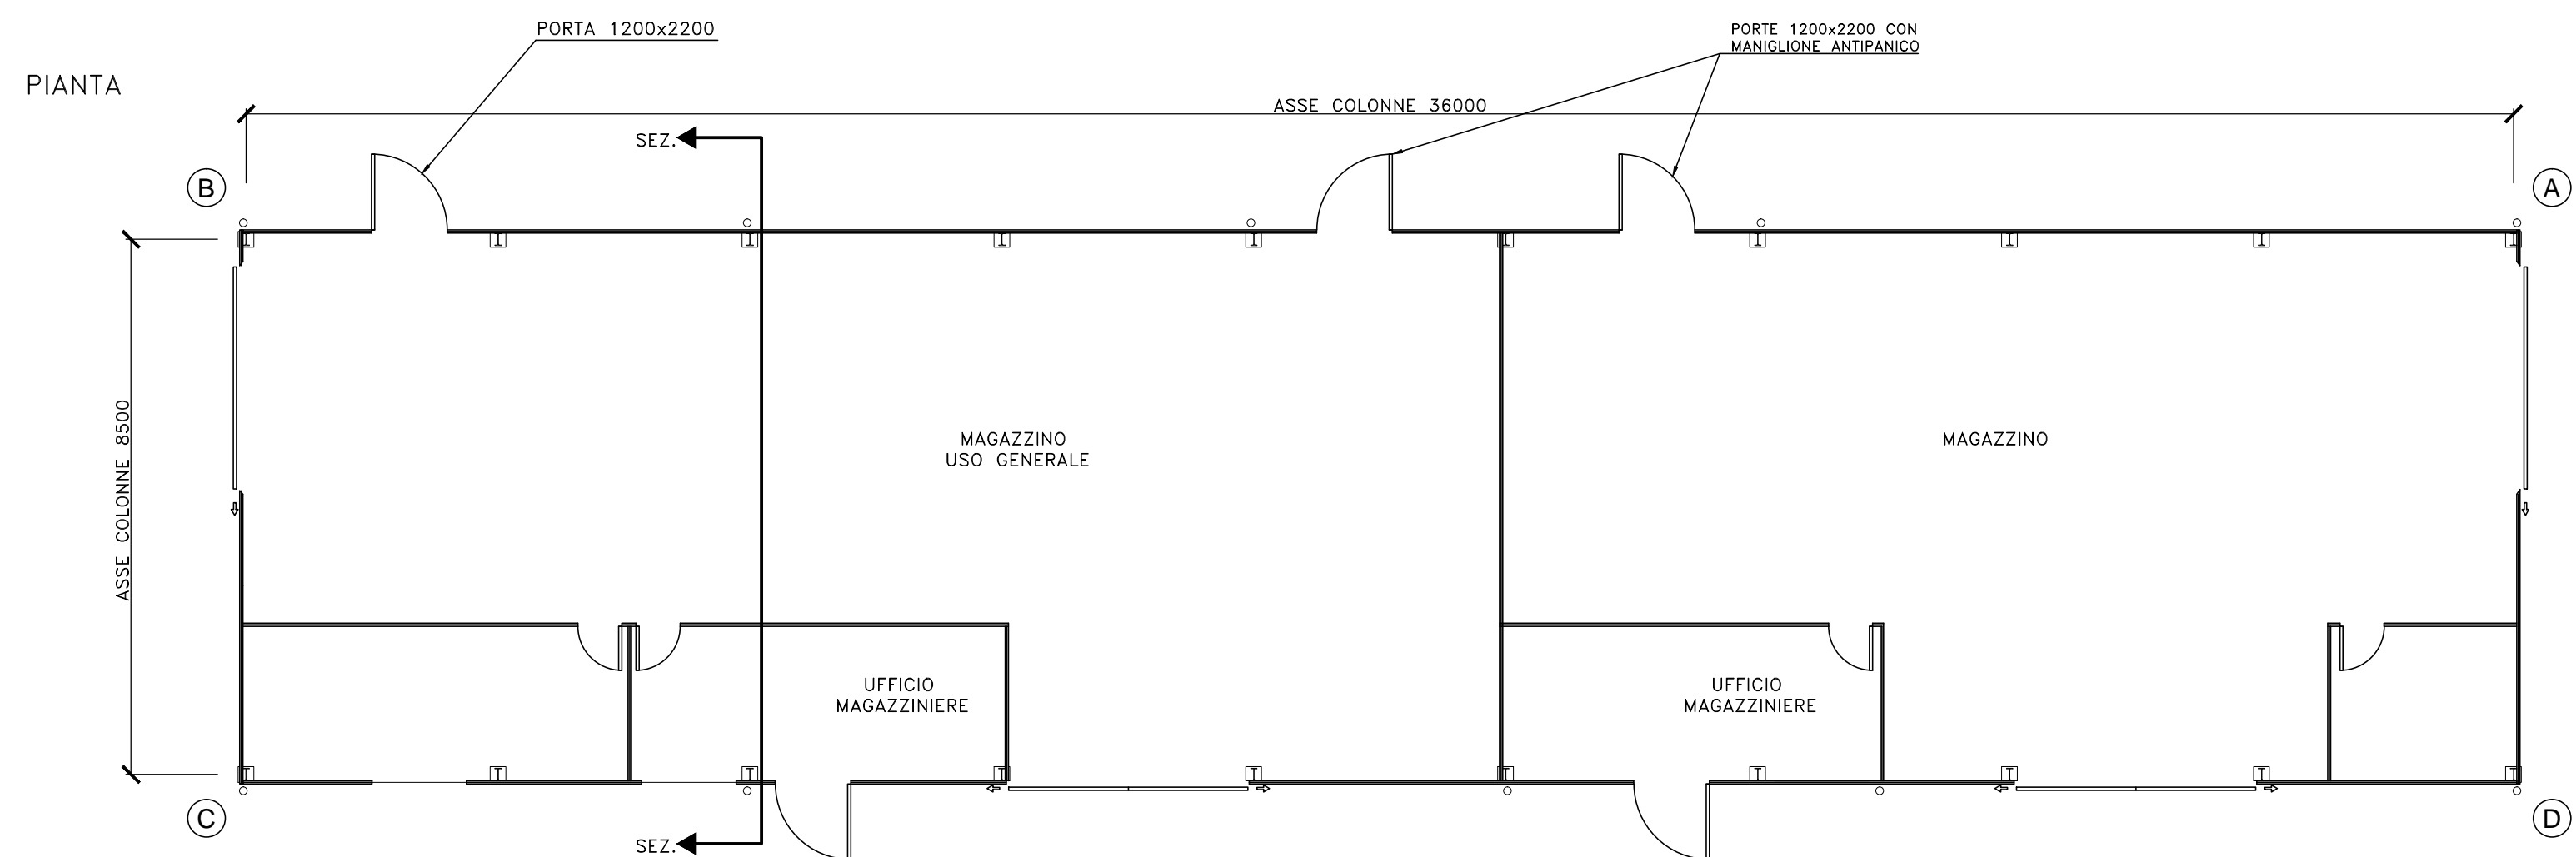 PORTA 1200x2200
PORTE 1200x2200 CON
MANIGLIONE ANTIPANICO
PIANTA
ASSE COLONNE 36000
SEZ.
B
A
ASSE COLONNE 8500
MAGAZZINO
USO GENERALE
MAGAZZINO
UFFICIO
MAGAZZINIERE
UFFICIO
MAGAZZINIERE
C
D
SEZ.